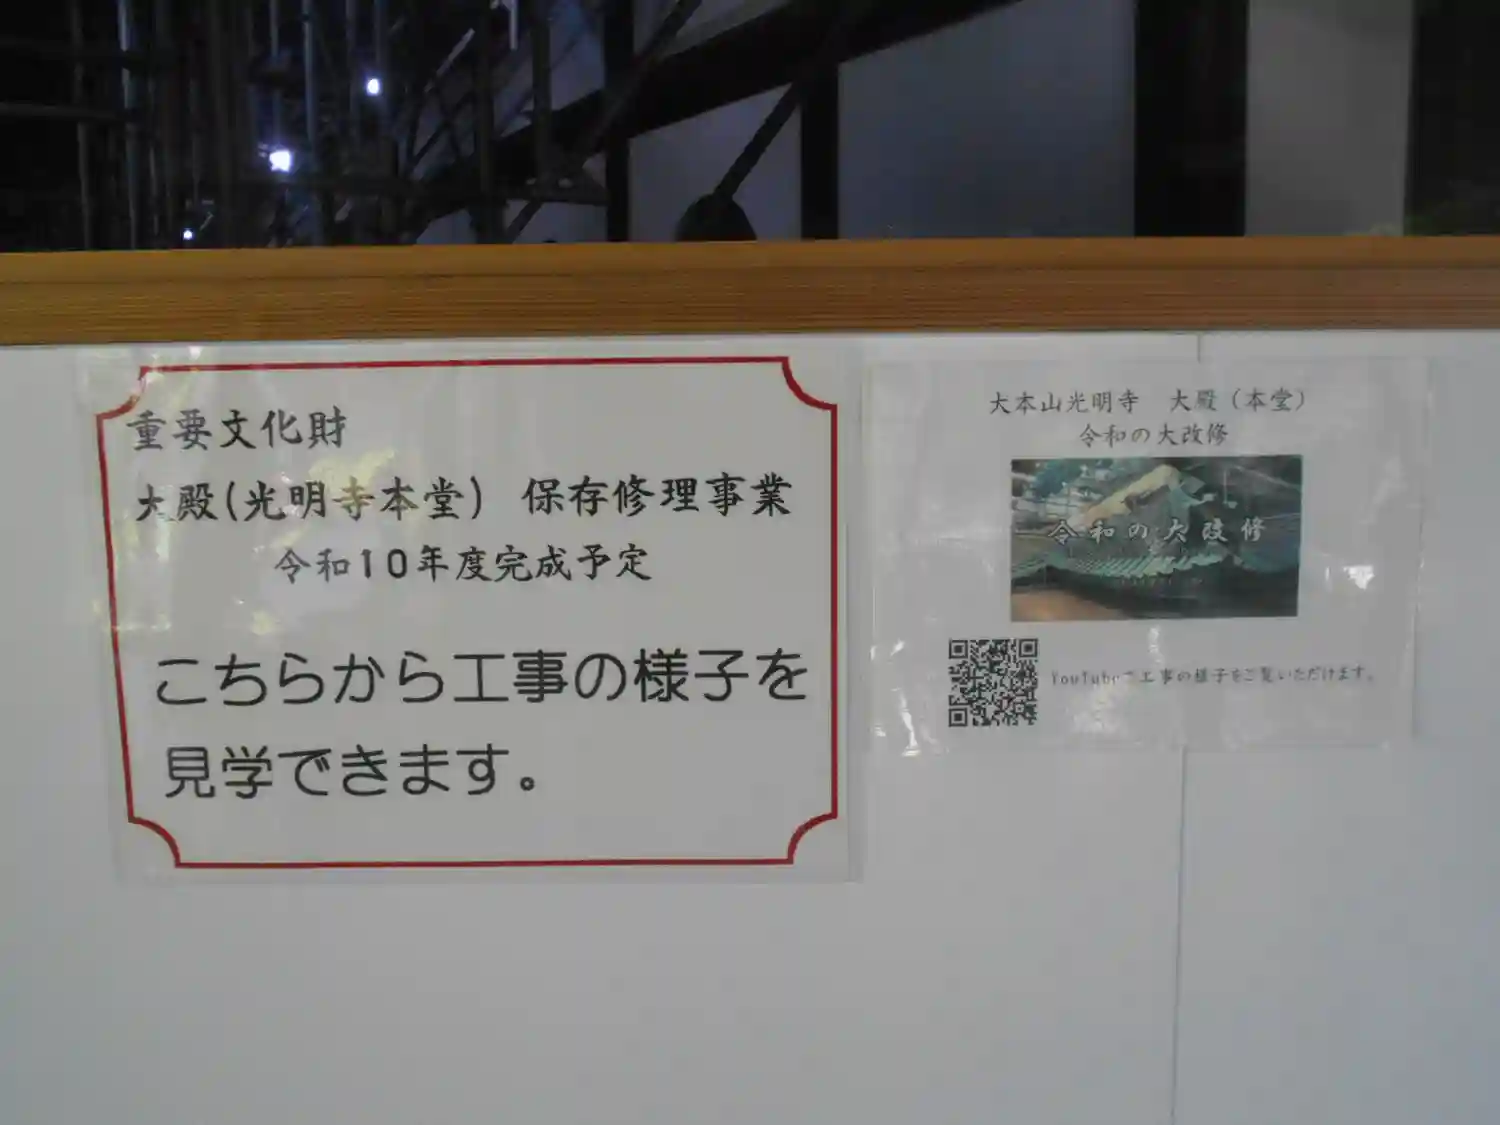 重要文化財
大殿(光明寺本堂) 保存修理事業
令和10年度完成予定
こちらから工事の様子を
見学できます。
大本山光明寺　大殿（本堂）
令和の大改修
令和の大改修
YouTubeで工事の様子をご覧いただけます。